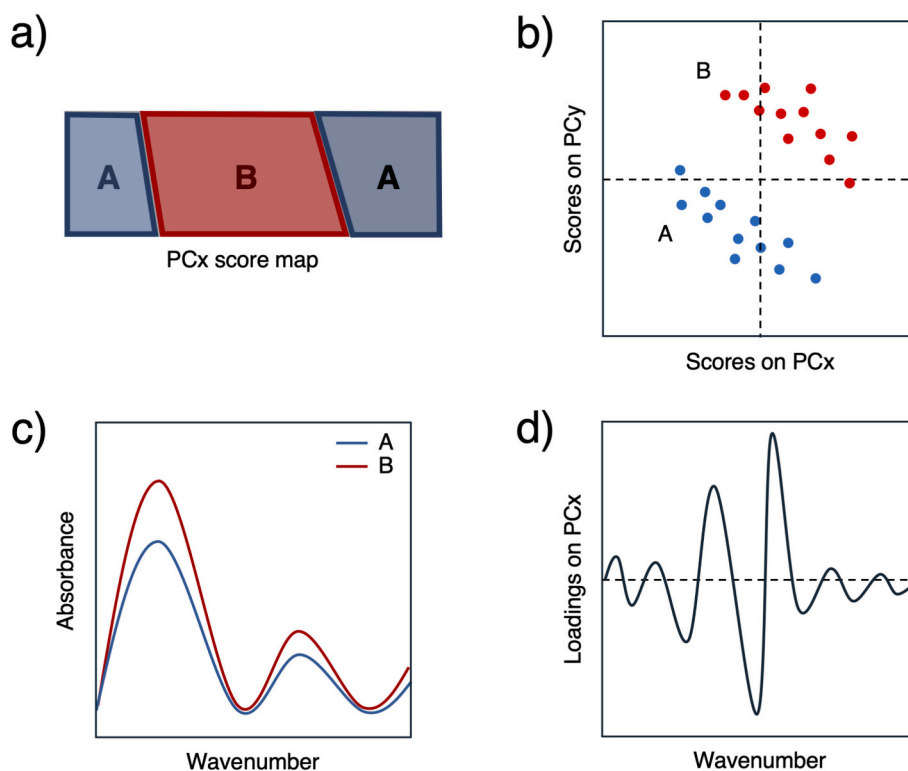 a)
A
B
A
PCx score map
b)
B
A
Scores on PCy
Scores on PCx
c)
A
B
Absorbance
Wavenumber
d)
Loadings on PCx
Wavenumber